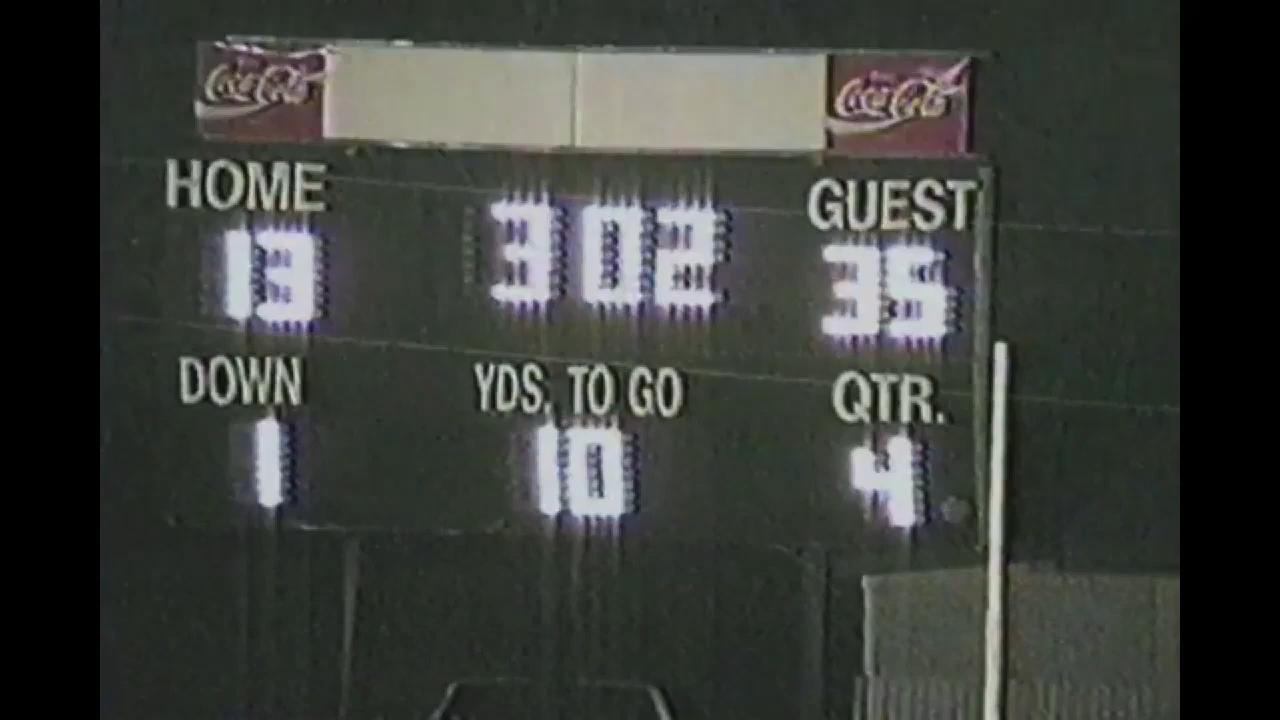 Coca-Cola Coca-Cola
HOME 3 02 GUEST
13 35
DOWN YDS. TO GO QTR.
1 10 4